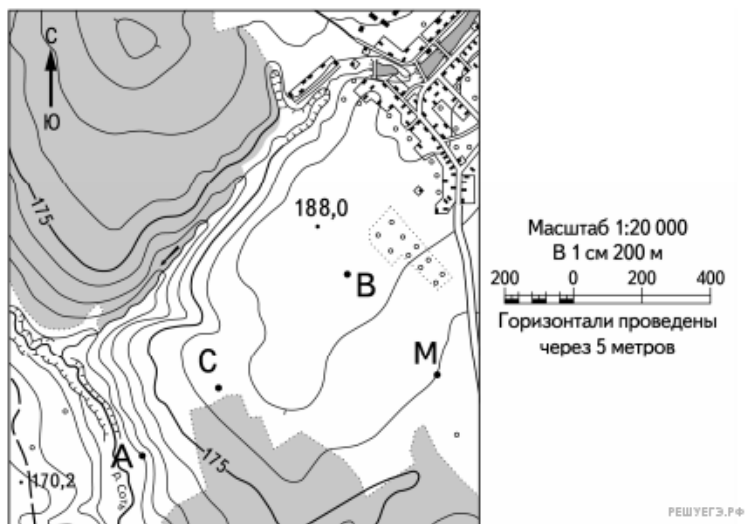 С
Ю
175
188,0
В
С
М
175
А
р. Сота
170,2
Масштаб 1:20 000
В 1 см 200 м
200 0 200 400
Горизонтали проведены
через 5 метров
РЕШУЕГЭ.РФ